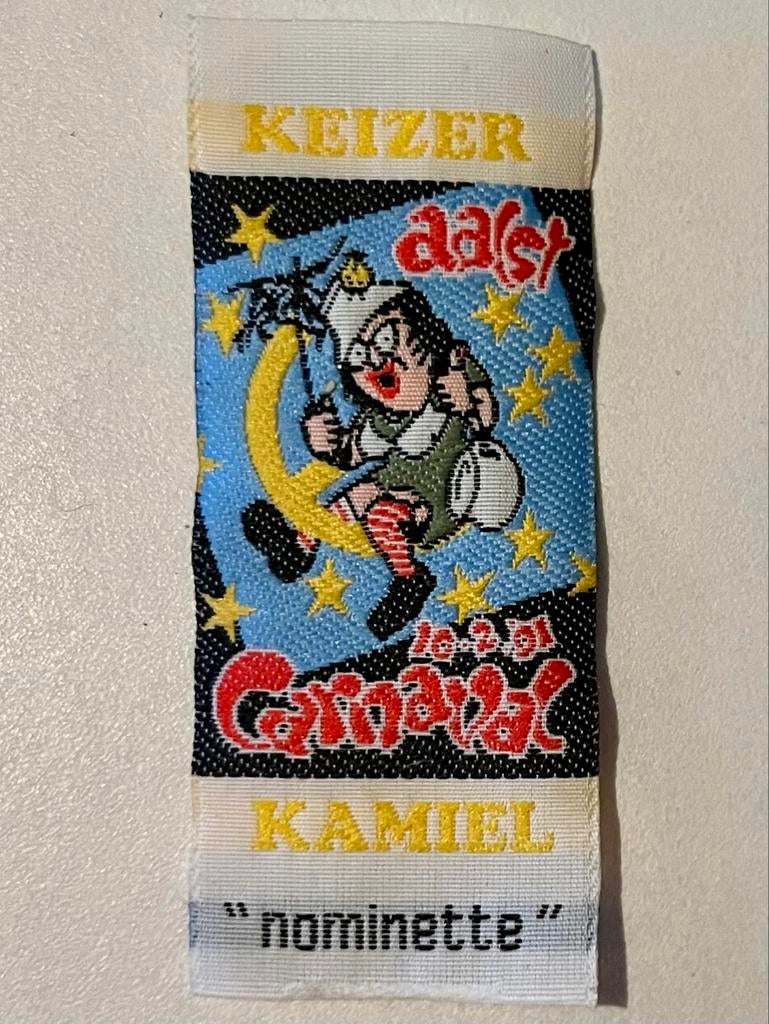 KEIZER
aalst
10.2.91
Carnaval
KAMIEL
"nominette"